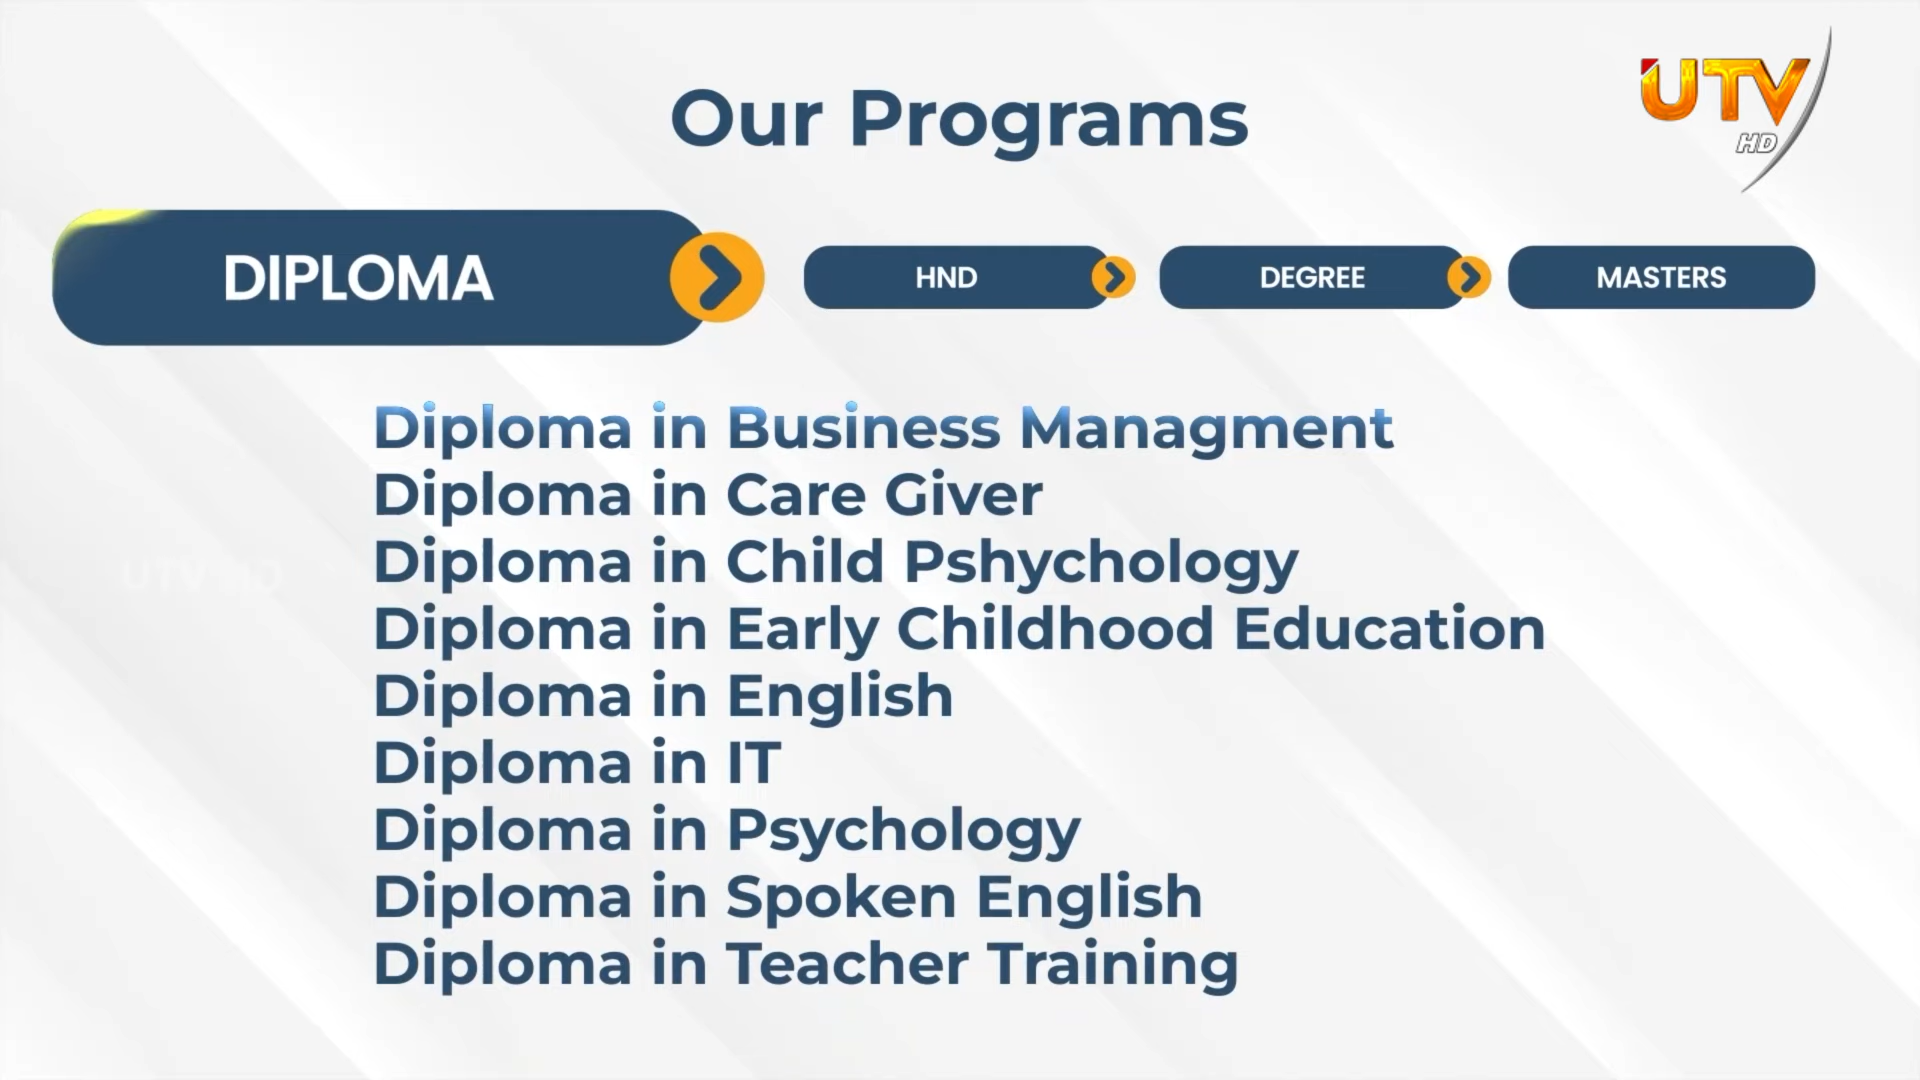 Our Programs
UTV
HD
DIPLOMA
HND
DEGREE
MASTERS
Diploma in Business Managment
Diploma in Care Giver
Diploma in Child Pshychology
Diploma in Early Childhood Education
Diploma in English
Diploma in IT
Diploma in Psychology
Diploma in Spoken English
Diploma in Teacher Training
UTV HD